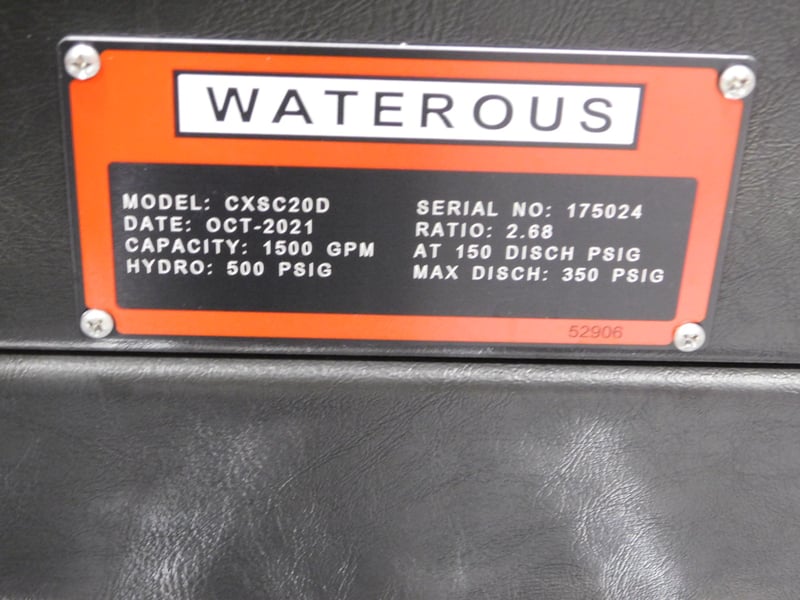 WATEROUS
MODEL: CXSC20D
DATE: OCT-2021
CAPACITY: 1500 GPM
HYDRO: 500 PSIG
SERIAL NO: 175024
RATIO: 2.68
AT 150 DISCH PSIG
MAX DISCH: 350 PSIG
52906